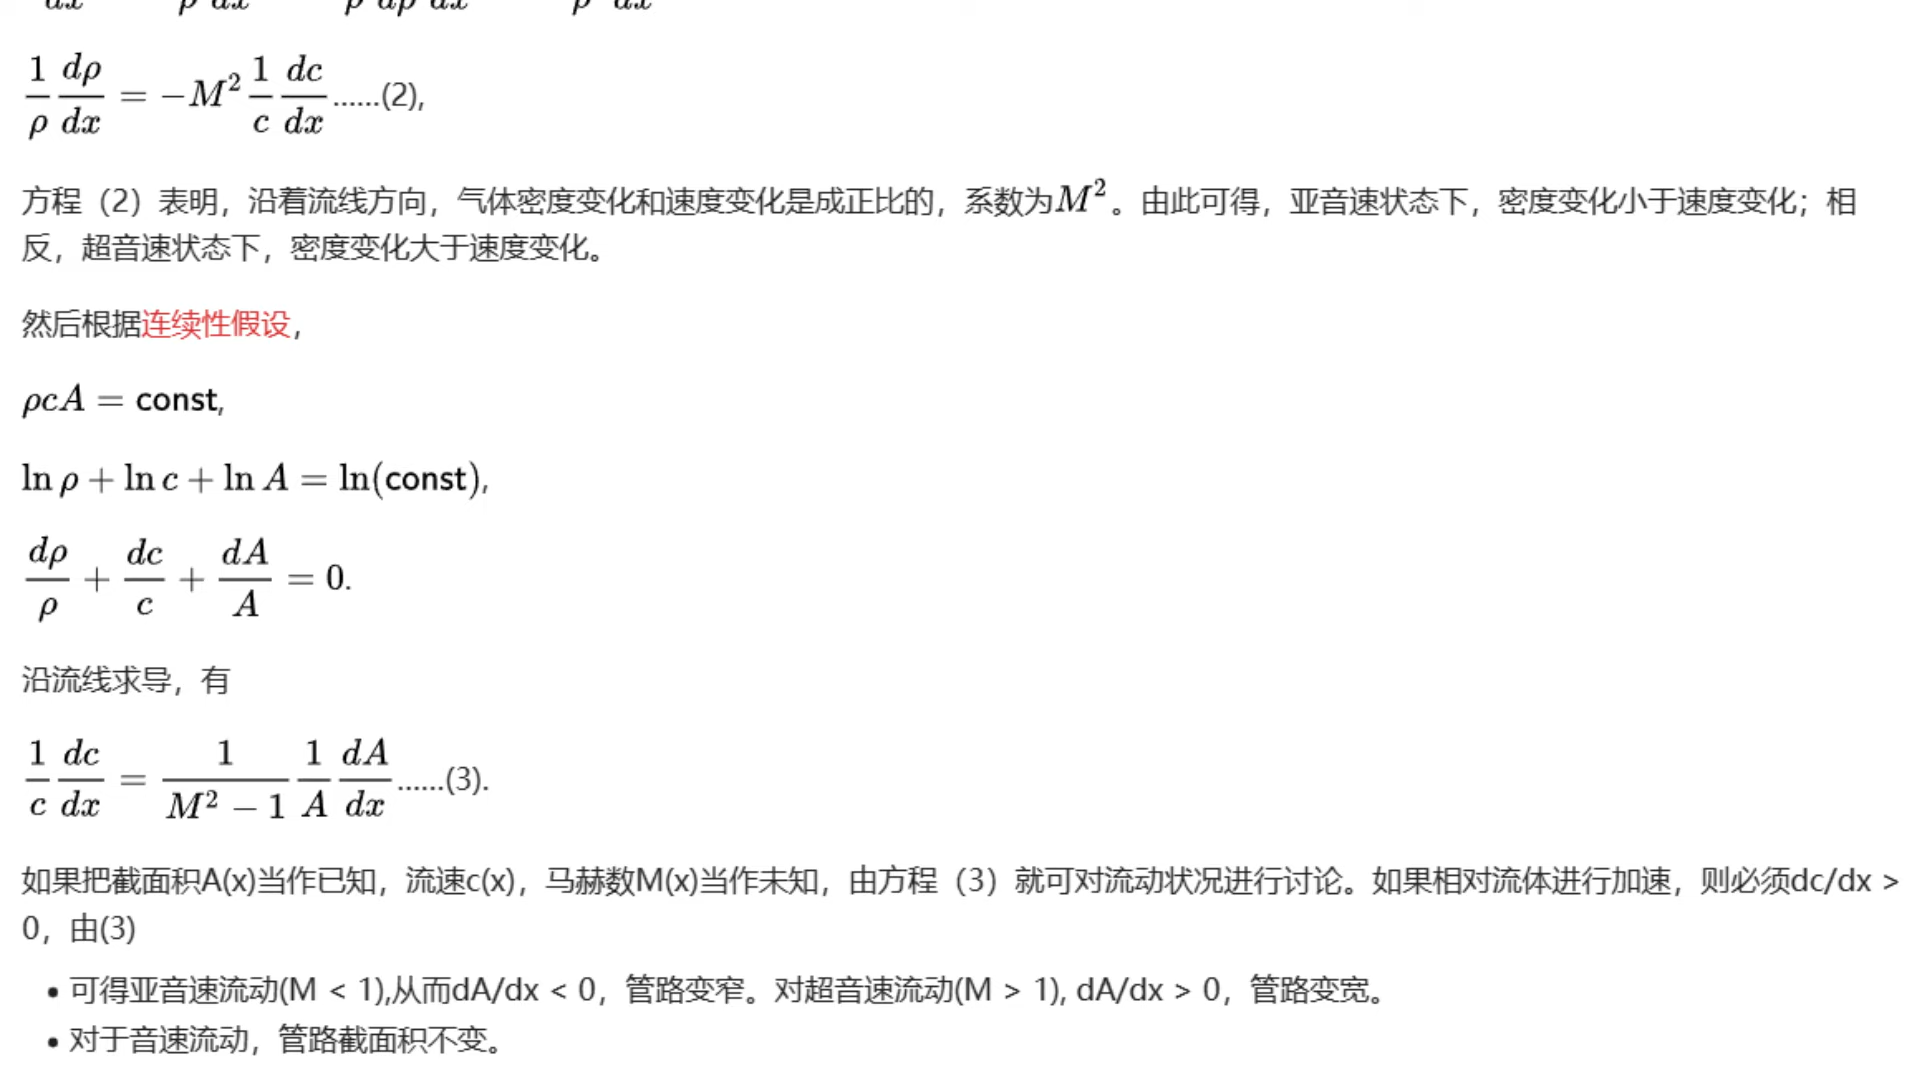 1/ρ dρ/dx = −M² 1/c dc/dx ......(2),
方程（2）表明，沿着流线方向，气体密度变化和速度变化是成正比的，系数为M²。由此可得，亚音速状态下，密度变化小于速度变化；相
反，超音速状态下，密度变化大于速度变化。
然后根据连续性假设，
ρcA = const,
ln ρ + ln c + ln A = ln(const),
dρ/ρ + dc/c + dA/A = 0.
沿流线求导，有
1/c dc/dx = 1/(M² − 1) 1/A dA/dx ......(3).
如果把截面积A(x)当作已知，流速c(x)，马赫数M(x)当作未知，由方程（3）就可对流动状况进行讨论。如果相对流体进行加速，则必须dc/dx >
0，由(3)
• 可得亚音速流动(M < 1),从而dA/dx < 0，管路变窄。对超音速流动(M > 1), dA/dx > 0，管路变宽。
• 对于音速流动，管路截面积不变。